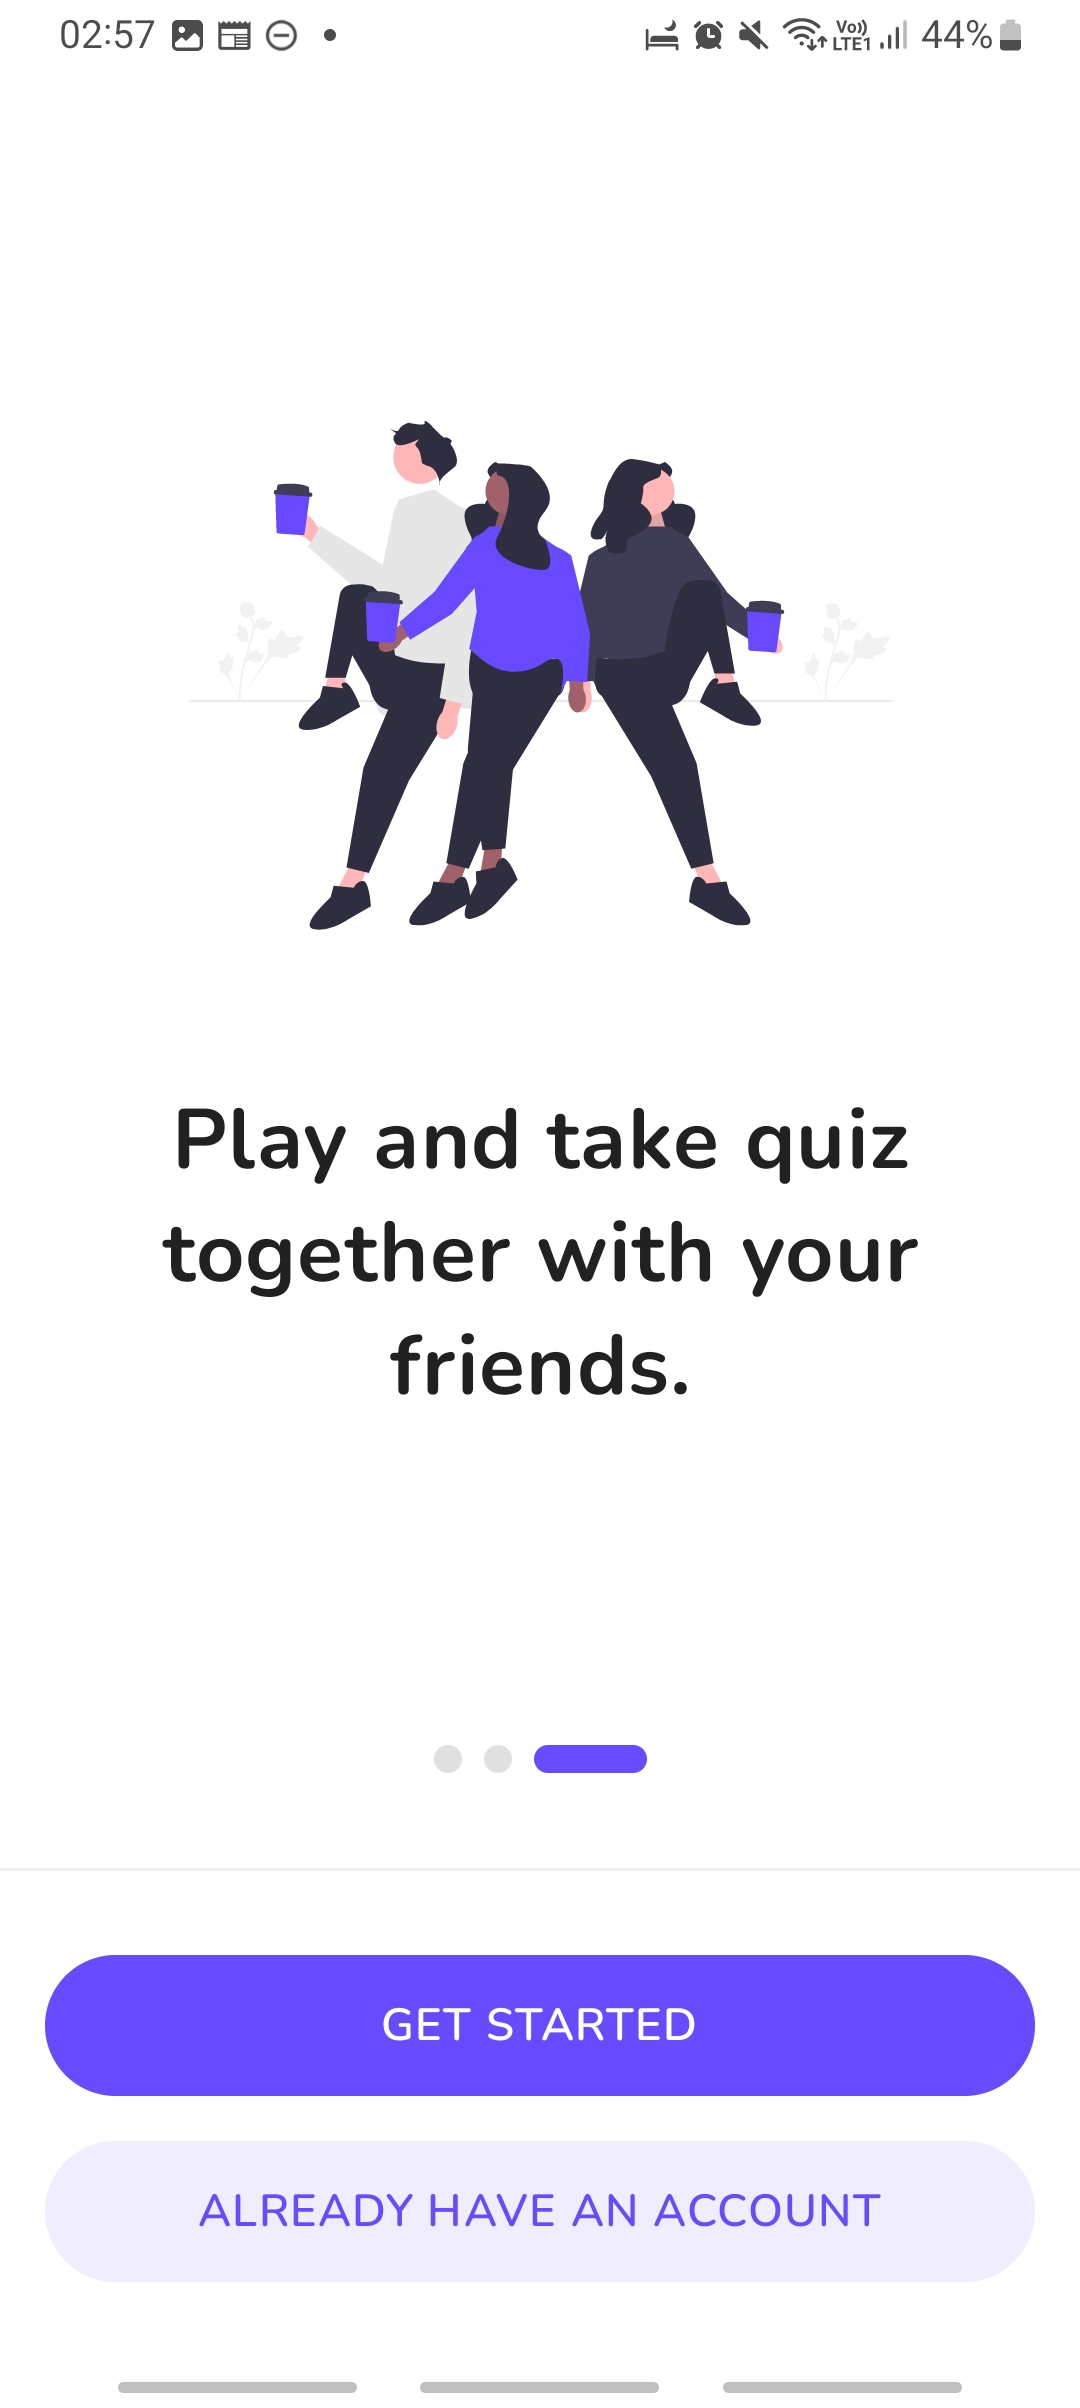 02:57 Vo)) LTE1 44%
Play and take quiz
together with your
friends.
GET STARTED
ALREADY HAVE AN ACCOUNT